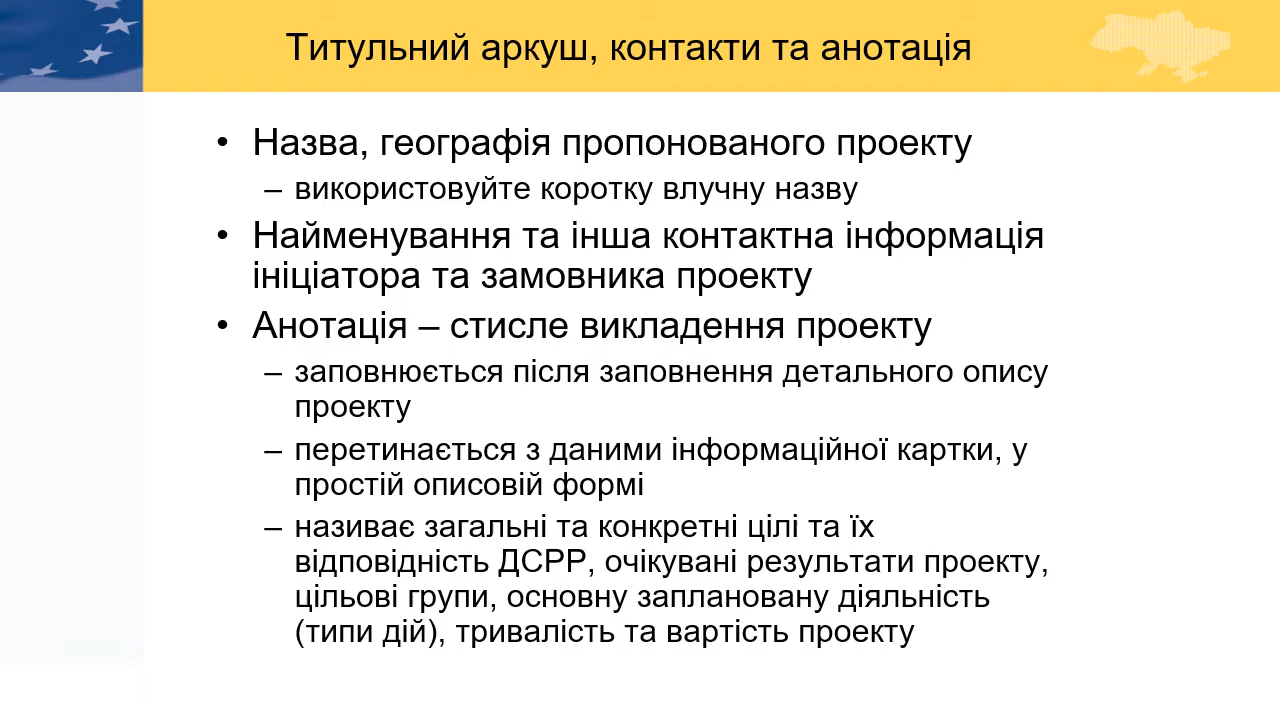 Титульний аркуш, контакти та анотація
• Назва, географія пропонованого проекту
– використовуйте коротку влучну назву
• Найменування та інша контактна інформація
ініціатора та замовника проекту
• Анотація – стисле викладення проекту
– заповнюється після заповнення детального опису
проекту
– перетинається з даними інформаційної картки, у
простій описовій формі
– називає загальні та конкретні цілі та їх
відповідність ДСРР, очікувані результати проекту,
цільові групи, основну заплановану діяльність
(типи дій), тривалість та вартість проекту